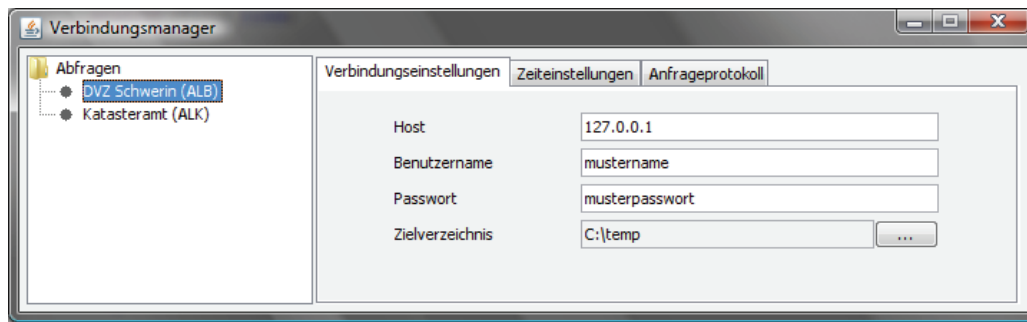 Verbindungsmanager
Abfragen
DVZ Schwerin (ALB)
Katasteramt (ALK)
Verbindungseinstellungen Zeiteinstellungen Anfrageprotokoll
Host 127.0.0.1
Benutzername mustername
Passwort musterpasswort
Zielverzeichnis C:\temp ...